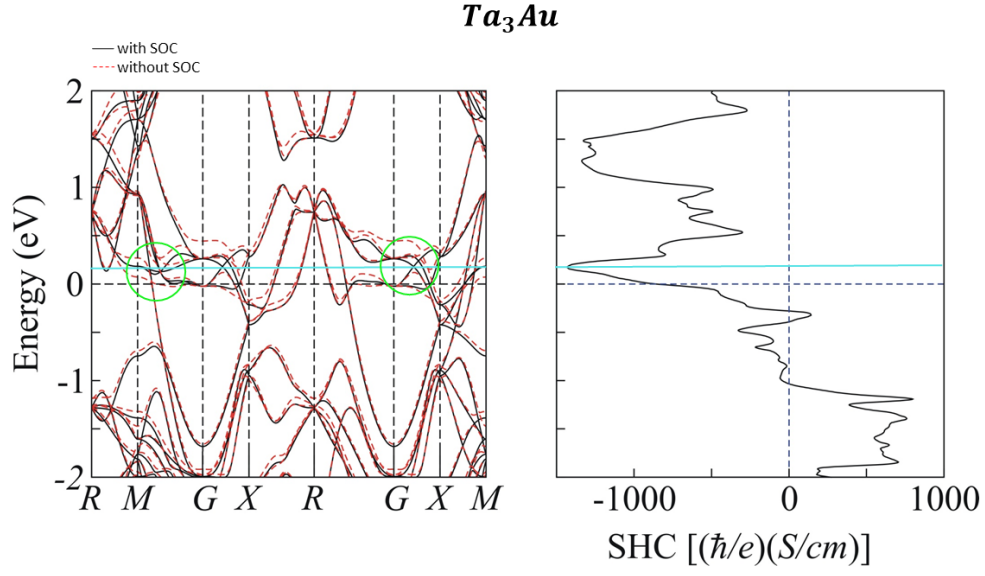 Ta₃Au
with SOC
without SOC
2
1
0
-1
-2
Energy (eV)
R M G X R G X M
-1000 0 1000
SHC [(ℏ/e)(S/cm)]